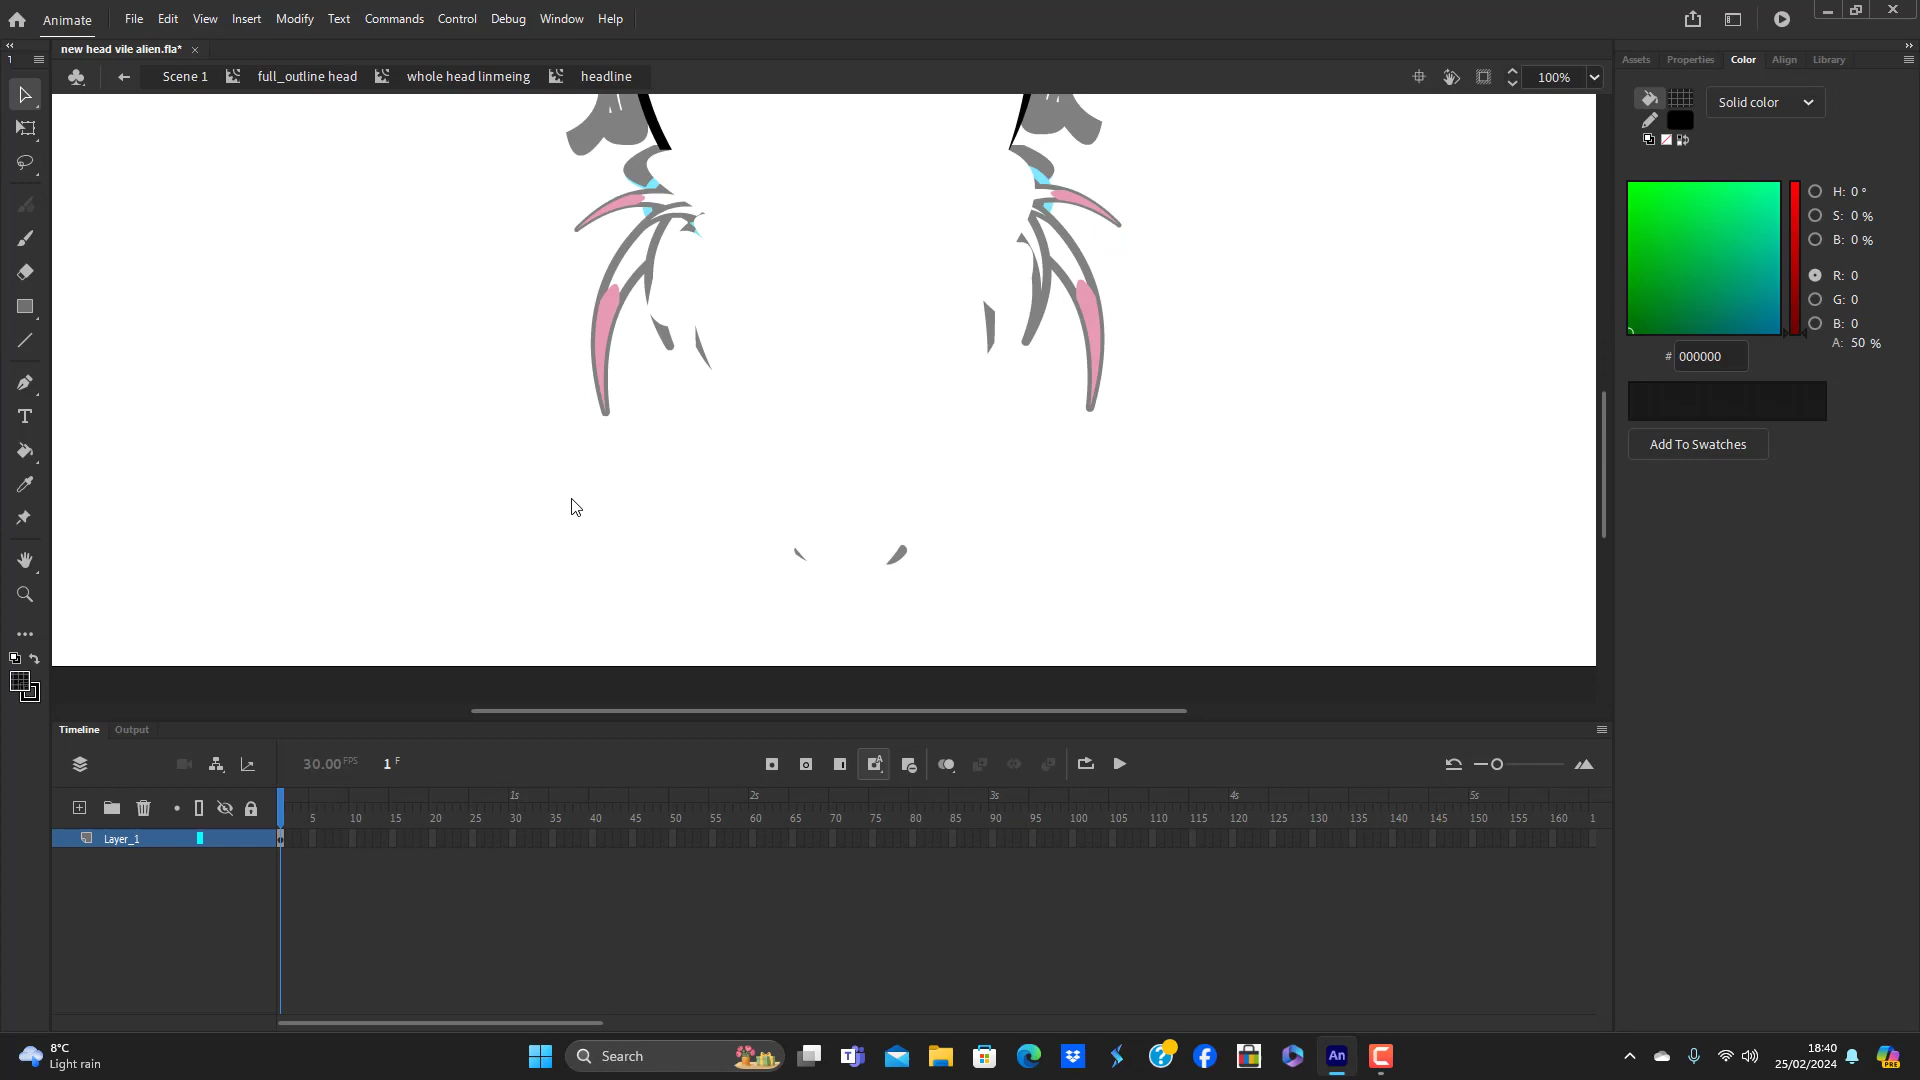 Animate File Edit View Insert Modify Text Commands Control Debug Window Help
new head vile alien.fla*
Scene 1 full_outline head whole head linmeing headline 100%
Assets Properties Color Align Library
Solid color
H: 0 °
S: 0 %
B: 0 %
R: 0
G: 0
B: 0
A: 50 %
# 000000
Add To Swatches
Timeline Output
30.00 FPS 1 F
1s 2s 3s 4s 5s
5 10 15 20 25 30 35 40 45 50 55 60 65 70 75 80 85 90 95 100 105 110 115 120 125 130 135 140 145 150 155 160 1
Layer_1
8°C
Light rain
Search
18:40
25/02/2024